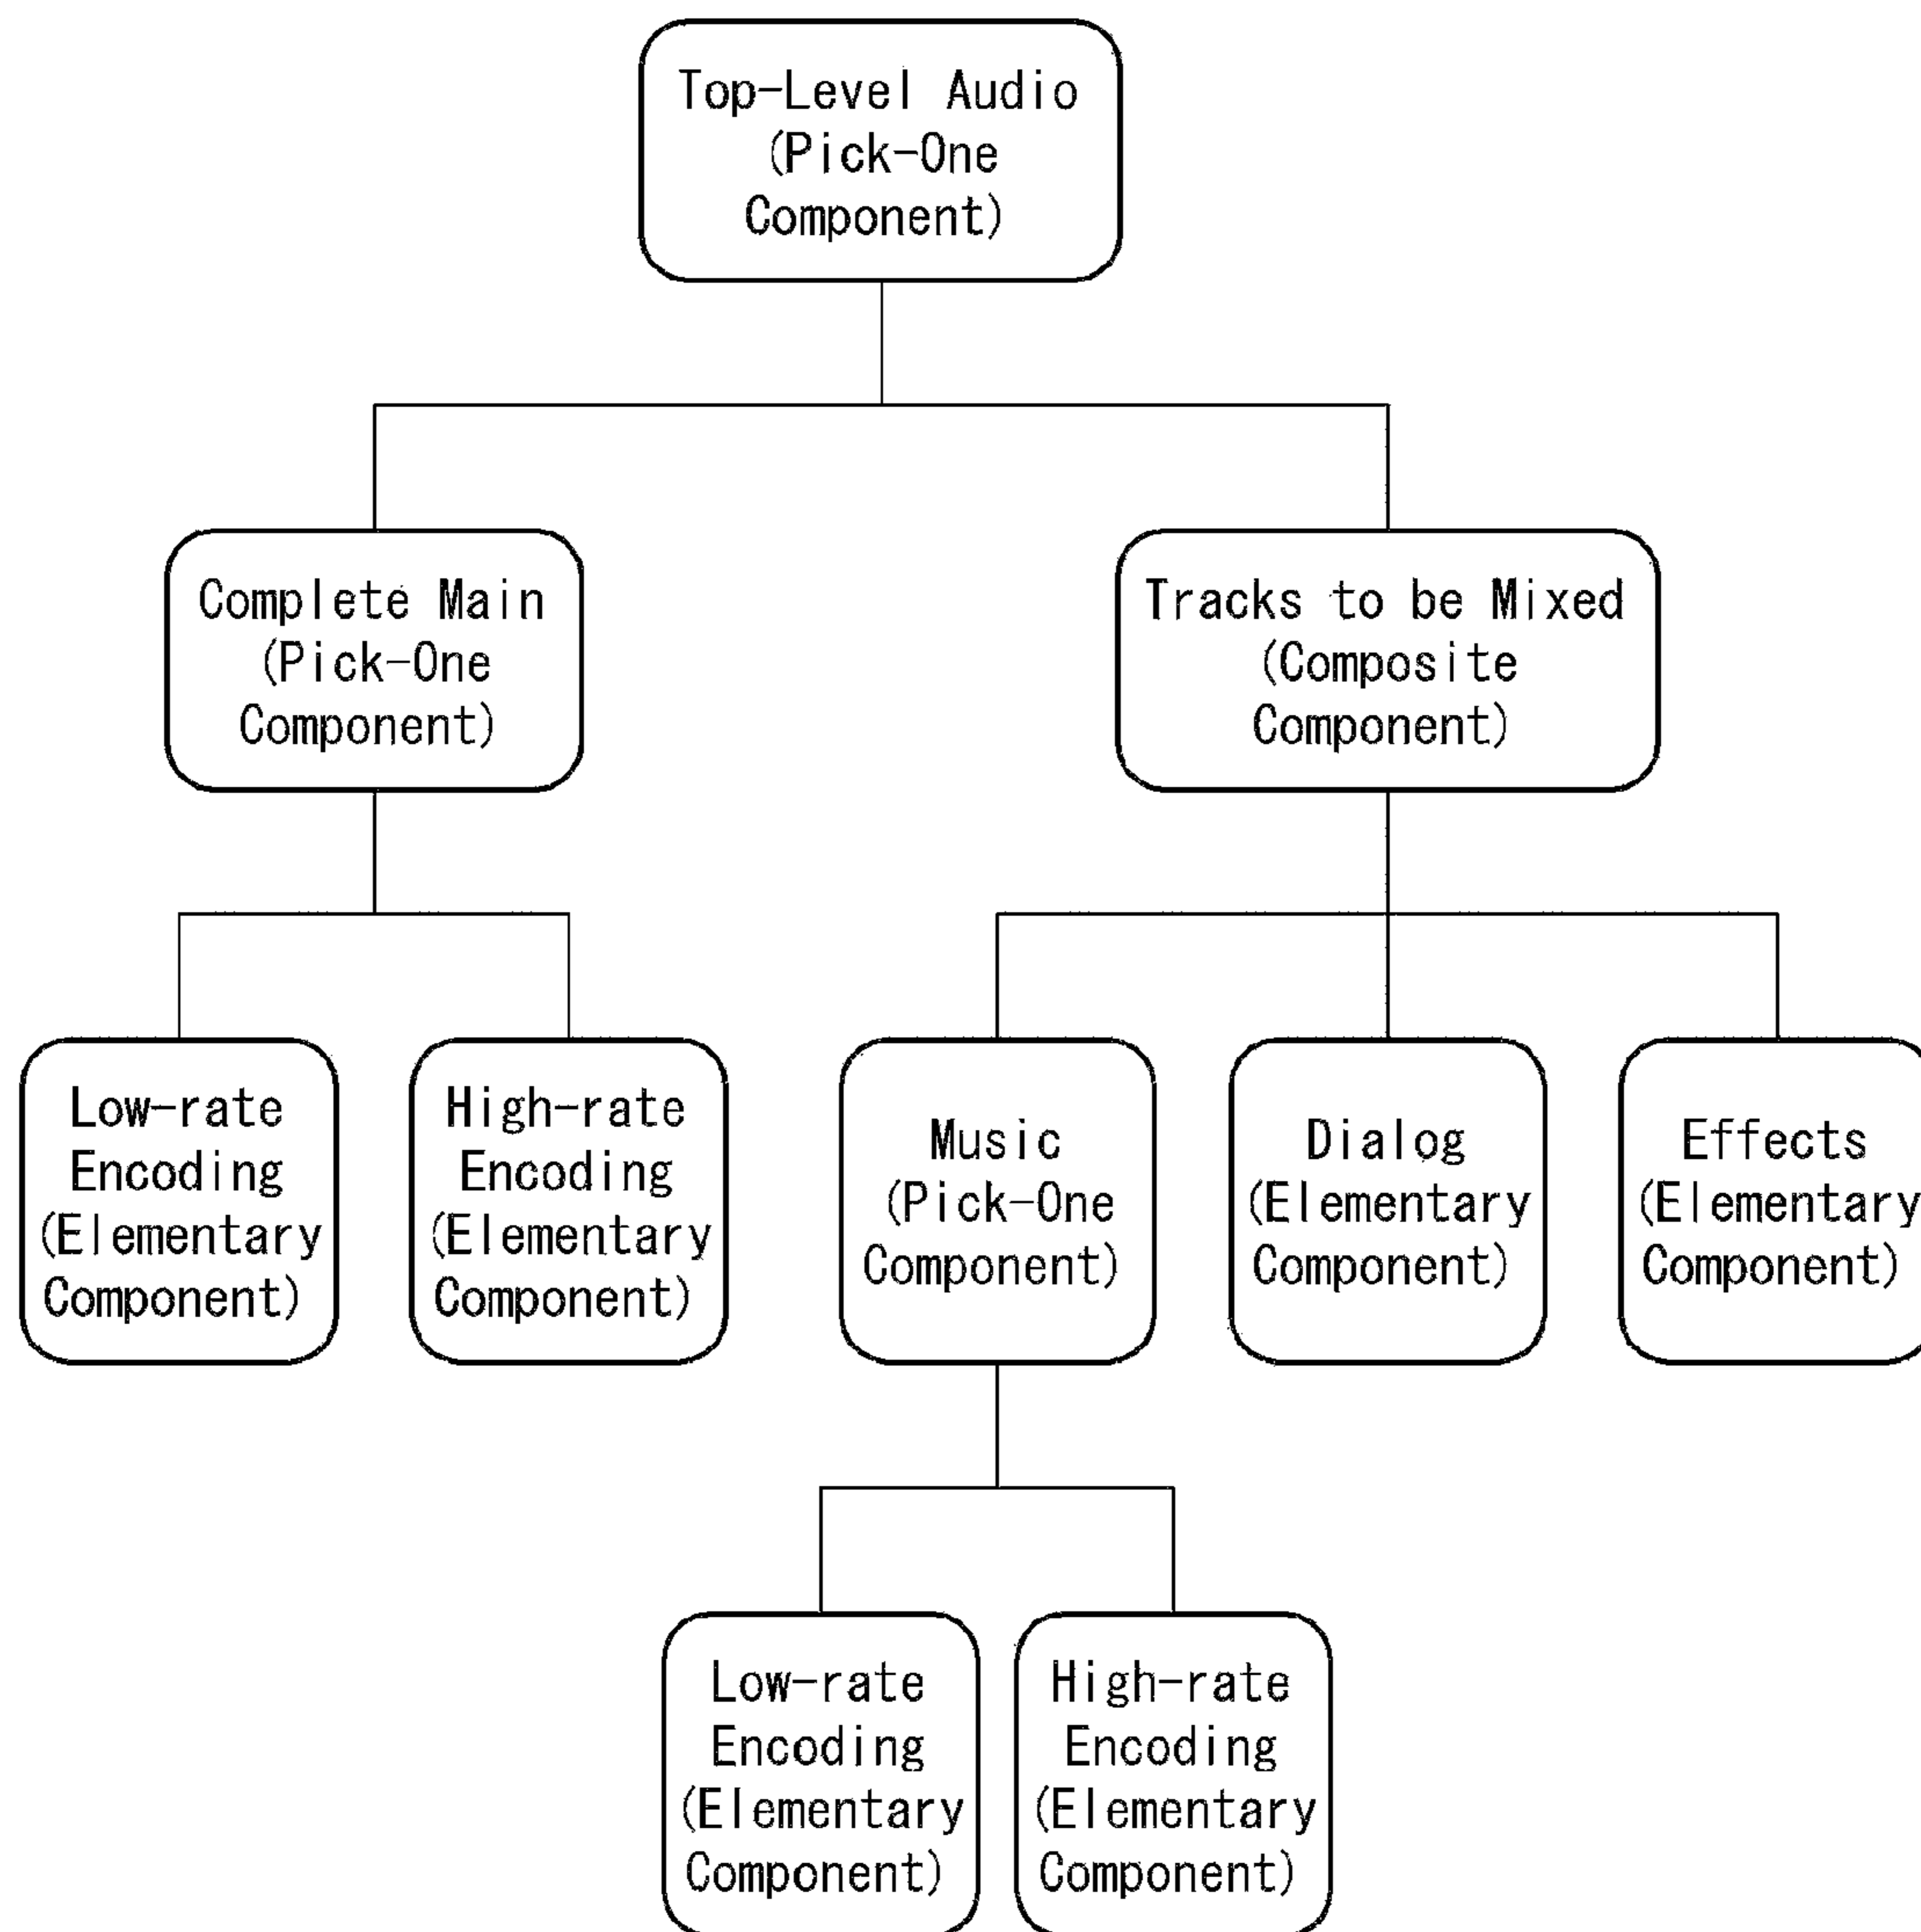 Top-Level Audio
(Pick-One
Component)
Complete Main
(Pick-One
Component)
Tracks to be Mixed
(Composite
Component)
Low-rate
Encoding
(Elementary
Component)
High-rate
Encoding
(Elementary
Component)
Music
(Pick-One
Component)
Dialog
(Elementary
Component)
Effects
(Elementary
Component)
Low-rate
Encoding
(Elementary
Component)
High-rate
Encoding
(Elementary
Component)